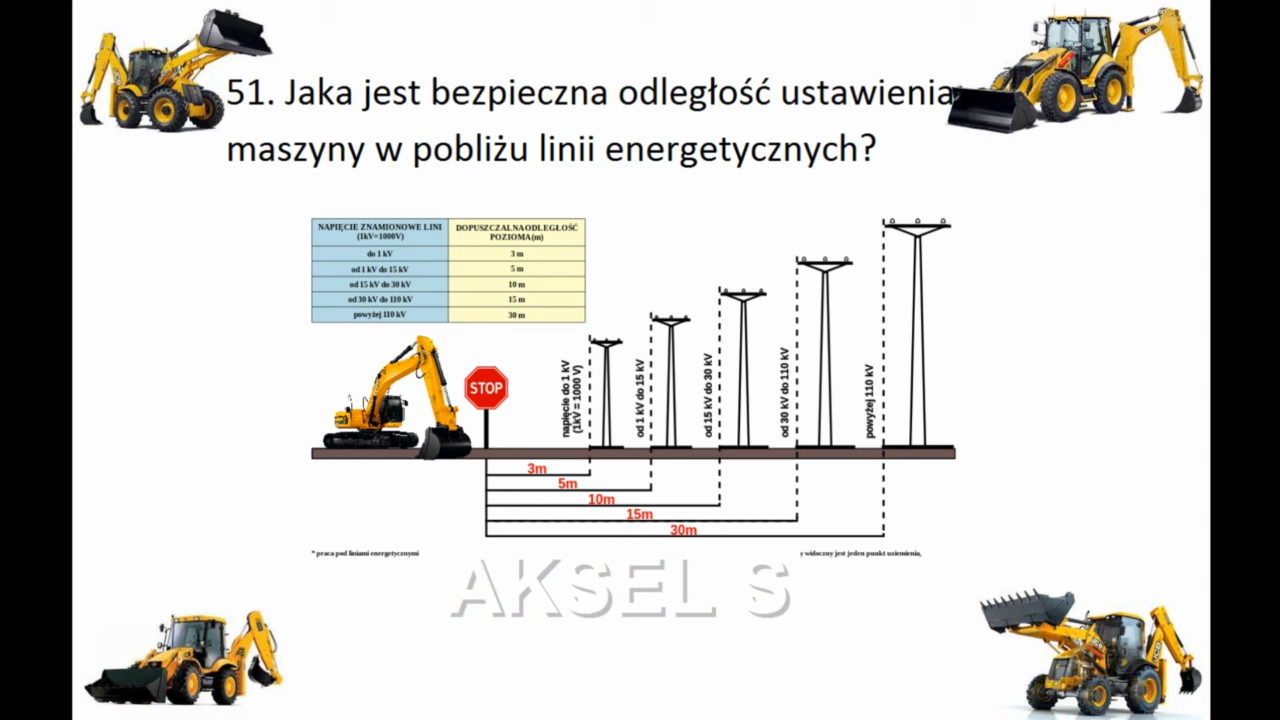 51. Jaka jest bezpieczna odległość ustawienia
maszyny w pobliżu linii energetycznych?
NAPIĘCIE ZNAMIONOWE LINI
(1kV=1000V)
DOPUSZCZALNA ODLEGŁOŚĆ
POZIOMA (m)
do 1 kV
3 m
od 1 kV do 15 kV
5 m
od 15 kV do 30 kV
10 m
od 30 kV do 110 kV
15 m
powyżej 110 kV
30 m
STOP
napięcie do 1 kV
(1kV = 1000 V)
od 1 kV do 15 kV
od 15 kV do 30 kV
od 30 kV do 110 kV
powyżej 110 kV
3m
5m
10m
15m
30m
* praca pod liniami energetycznymi
y widoczny jest jeden punkt uziemienia,
AKSEL S